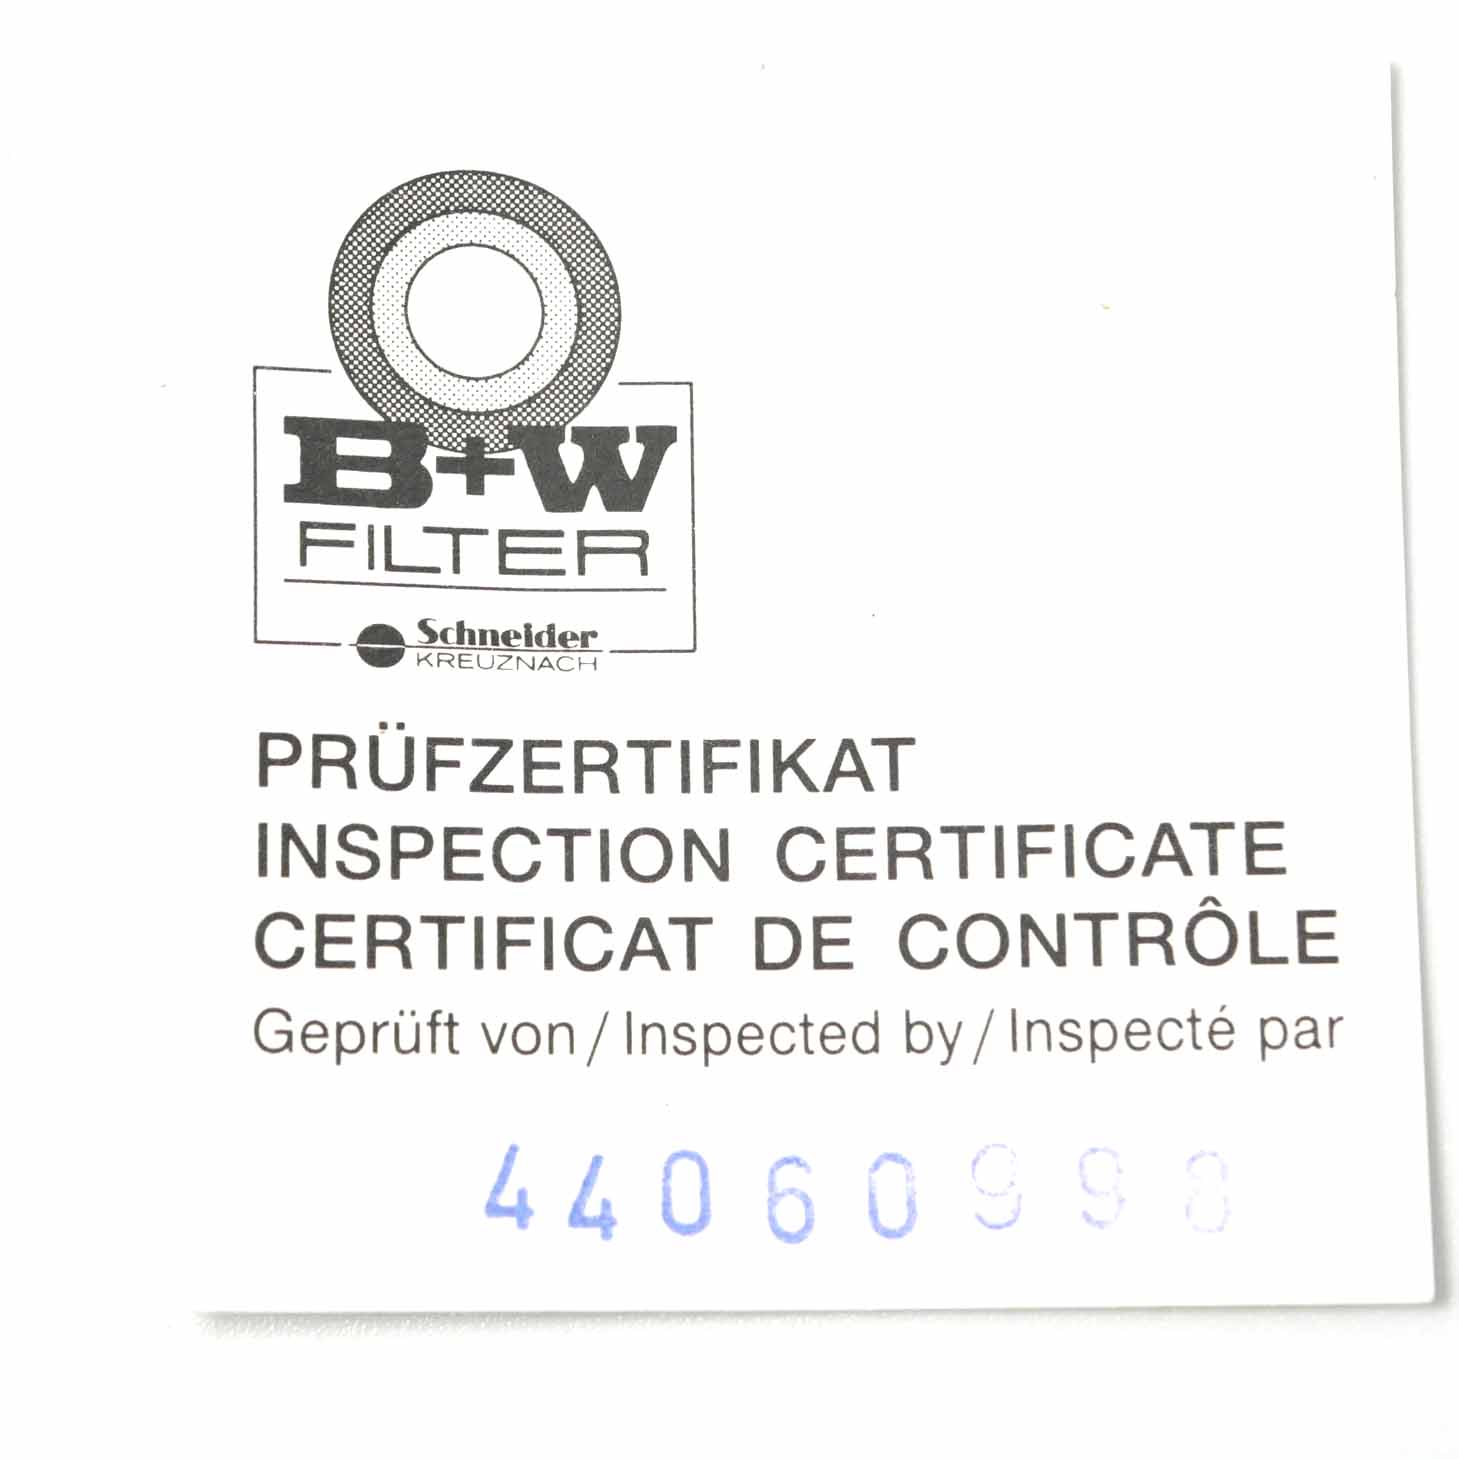 B+W
FILTER
Schneider
KREUZNACH
PRÜFZERTIFIKAT
INSPECTION CERTIFICATE
CERTIFICAT DE CONTRÔLE
Geprüft von / Inspected by / Inspecté par
44060998